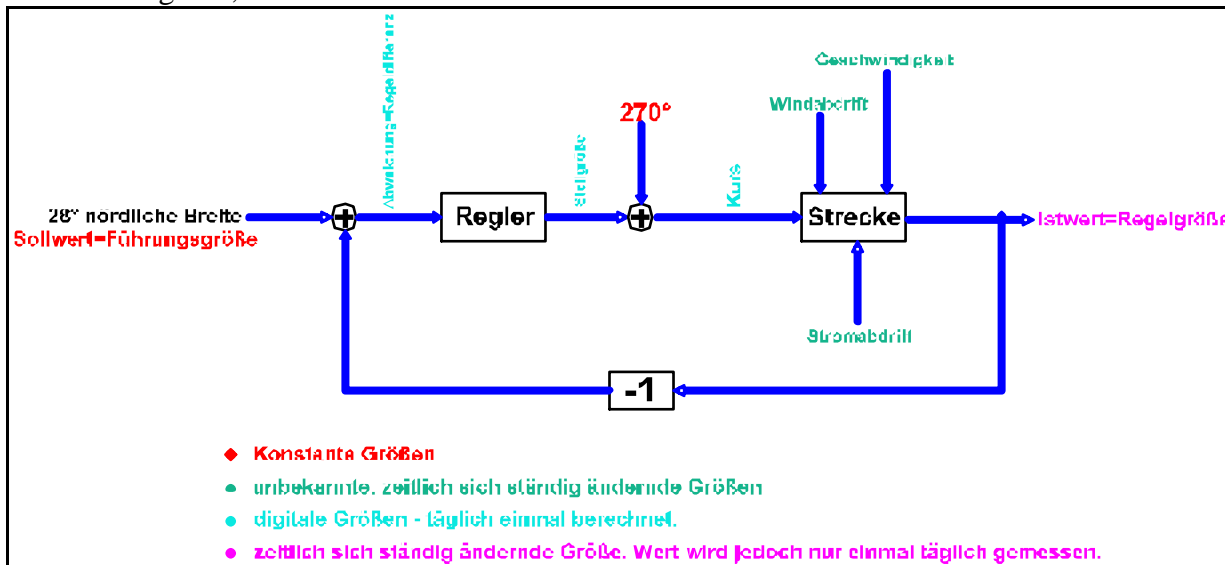 Geschwindigkeit
Windabdrift
270°
Abweichung=Regeldifferenz
Stellgröße
Kurs
28° nördliche Breite
Sollwert=Führungsgröße
Regler
Strecke
Istwert=Regelgröße
Stromabdrift
-1
Konstante Größen
unbekannte, zeitlich sich ständig ändernde Größen
digitale Größen - täglich einmal berechnet.
zeitlich sich ständig ändernde Größe. Wert wird jedoch nur einmal täglich gemessen.